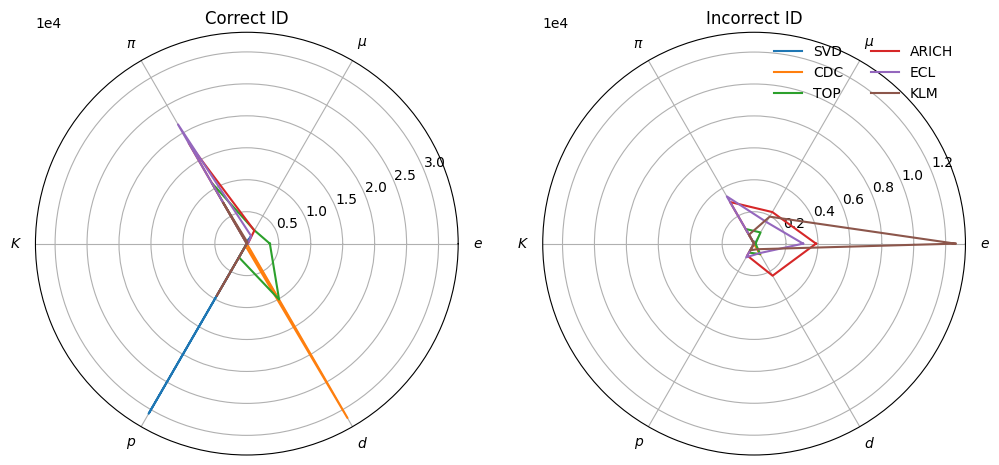 Correct ID
1e4
π
μ
K
e
p
d
0.5
1.0
1.5
2.0
2.5
3.0
Incorrect ID
1e4
π
μ
K
e
p
d
0.2
0.4
0.6
0.8
1.0
1.2
SVD
CDC
TOP
ARICH
ECL
KLM